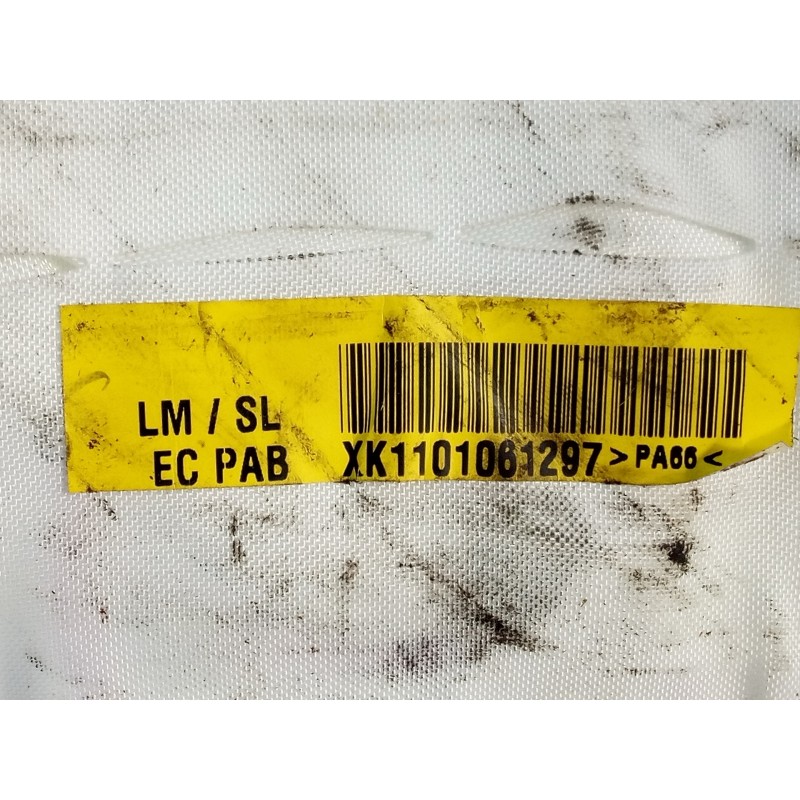 LM / SL
EC PAB XK1101061297 >PA66<